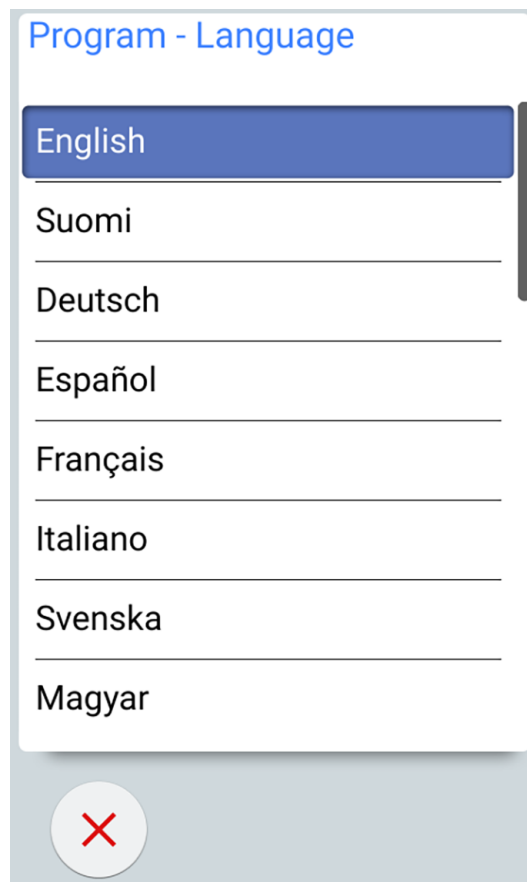 Program - Language
English
Suomi
Deutsch
Español
Français
Italiano
Svenska
Magyar